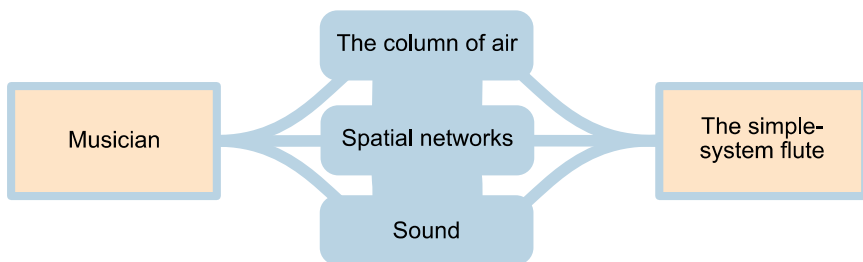 The column of air
Musician
Spatial networks
The simple-
system flute
Sound